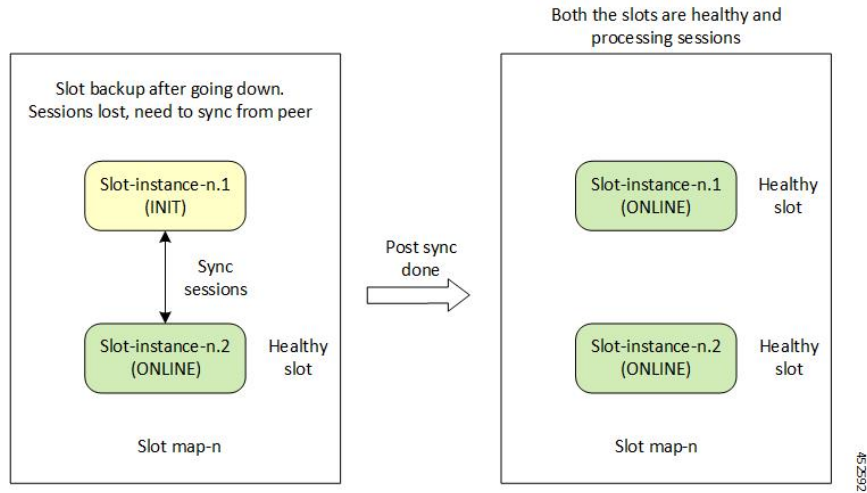 Slot backup after going down.
Sessions lost, need to sync from peer
Slot-instance-n.1
(INIT)
Sync
sessions
Slot-instance-n.2
(ONLINE)
Healthy
slot
Slot map-n
Post sync
done
Both the slots are healthy and
processing sessions
Slot-instance-n.1
(ONLINE)
Healthy
slot
Slot-instance-n.2
(ONLINE)
Healthy
slot
Slot map-n
452592